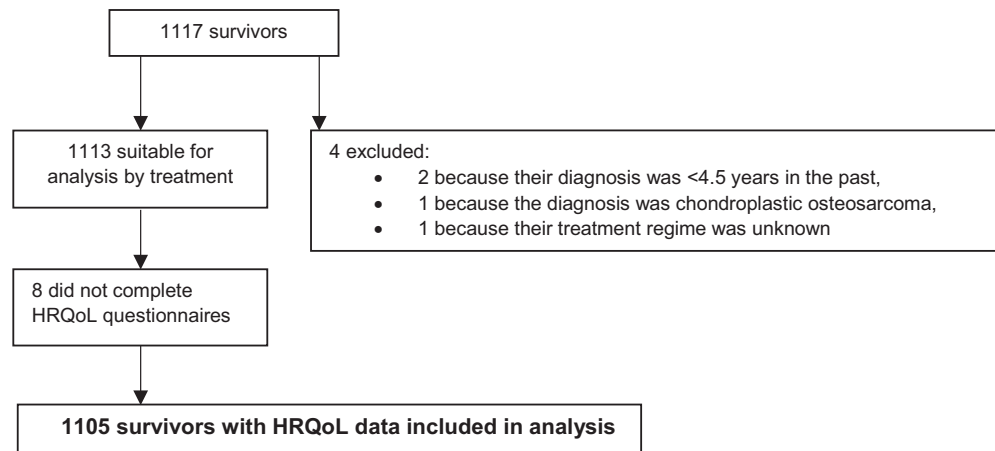 1117 survivors
1113 suitable for
analysis by treatment
4 excluded:
• 2 because their diagnosis was <4.5 years in the past,
• 1 because the diagnosis was chondroplastic osteosarcoma,
• 1 because their treatment regime was unknown
8 did not complete
HRQoL questionnaires
1105 survivors with HRQoL data included in analysis